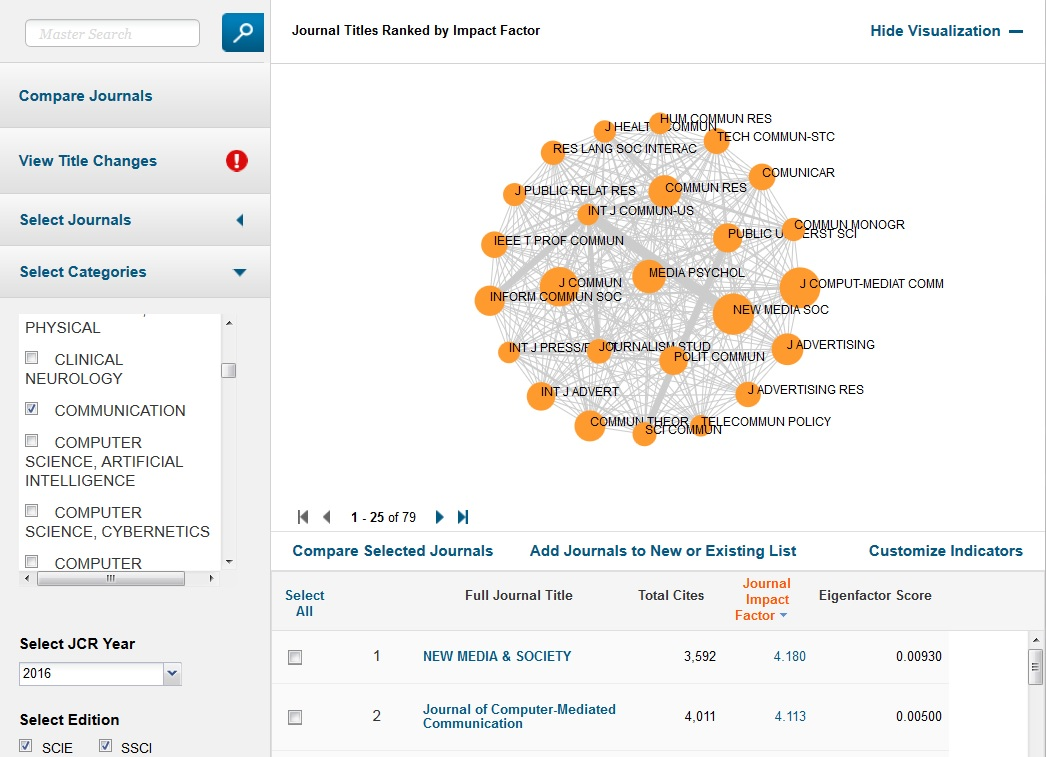 Master Search
Compare Journals
View Title Changes
Select Journals
Select Categories
PHYSICAL
CLINICAL
NEUROLOGY
COMMUNICATION
COMPUTER
SCIENCE, ARTIFICIAL
INTELLIGENCE
COMPUTER
SCIENCE, CYBERNETICS
COMPUTER
Select JCR Year
2016
Select Edition
SCIE SSCI
Journal Titles Ranked by Impact Factor
Hide Visualization
HUM COMMUN RES
J HEALTH COMMUN
TECH COMMUN-STC
RES LANG SOC INTERAC
COMUNICAR
J PUBLIC RELAT RES
COMMUN RES
INT J COMMUN-US
COMMUN MONOGR
PUBLIC UNDERST SCI
IEEE T PROF COMMUN
MEDIA PSYCHOL
J COMMUN
J COMPUT-MEDIAT COMM
INFORM COMMUN SOC
NEW MEDIA SOC
INT J PRESS/
JOURNALISM STUD
J ADVERTISING
POLIT COMMUN
INT J ADVERT
J ADVERTISING RES
COMMUN THEOR
TELECOMMUN POLICY
SCI COMMUN
1 - 25 of 79
Compare Selected Journals
Add Journals to New or Existing List
Customize Indicators
Select
All
Full Journal Title
Total Cites
Journal
Impact
Factor
Eigenfactor Score
1 NEW MEDIA & SOCIETY 3,592 4.180 0.00930
2 Journal of Computer-Mediated
Communication 4,011 4.113 0.00500